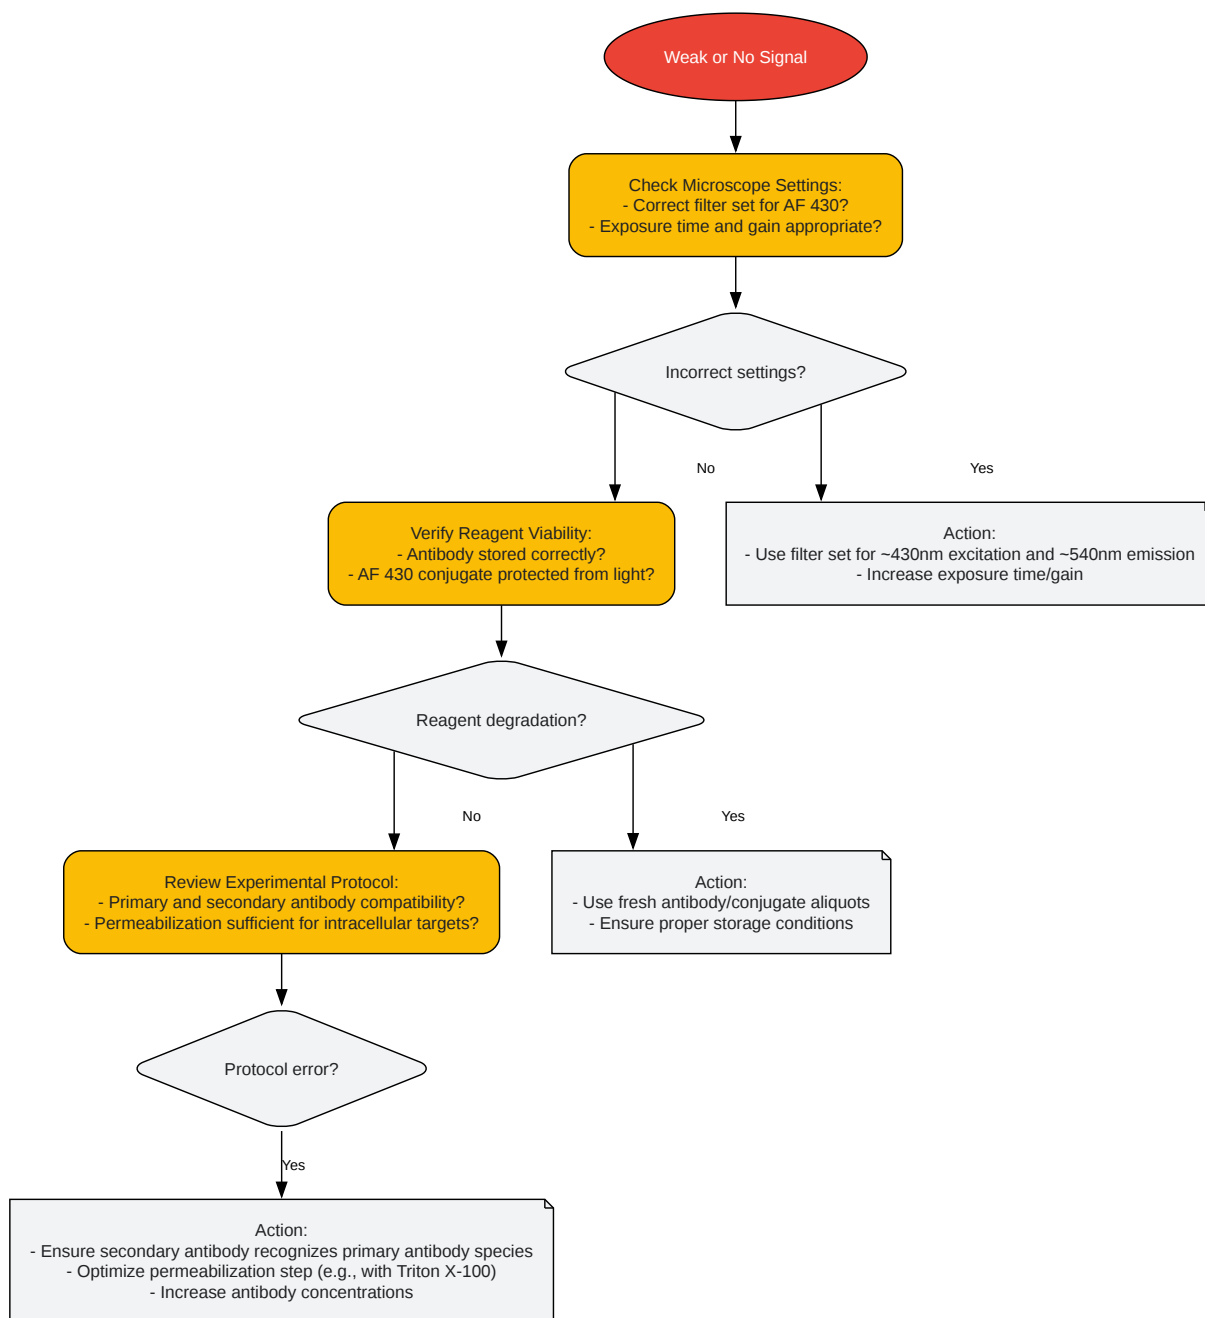 Weak or No Signal
Check Microscope Settings:
- Correct filter set for AF 430?
- Exposure time and gain appropriate?
Incorrect settings?
No
Yes
Verify Reagent Viability:
- Antibody stored correctly?
- AF 430 conjugate protected from light?
Action:
- Use filter set for ~430nm excitation and ~540nm emission
- Increase exposure time/gain
Reagent degradation?
No
Yes
Review Experimental Protocol:
- Primary and secondary antibody compatibility?
- Permeabilization sufficient for intracellular targets?
Action:
- Use fresh antibody/conjugate aliquots
- Ensure proper storage conditions
Protocol error?
Yes
Action:
- Ensure secondary antibody recognizes primary antibody species
- Optimize permeabilization step (e.g., with Triton X-100)
- Increase antibody concentrations